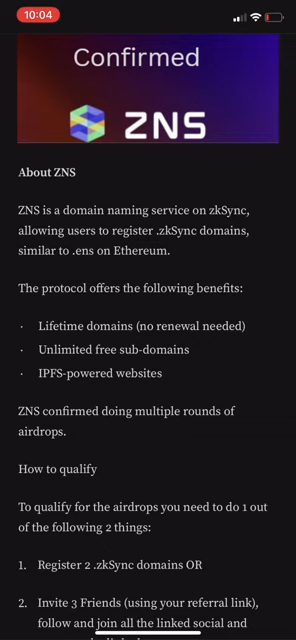 10:04
Confirmed
ZNS
About ZNS
ZNS is a domain naming service on zkSync,
allowing users to register .zkSync domains,
similar to .ens on Ethereum.
The protocol offers the following benefits:
· Lifetime domains (no renewal needed)
· Unlimited free sub-domains
· IPFS-powered websites
ZNS confirmed doing multiple rounds of
airdrops.
How to qualify
To qualify for the airdrops you need to do 1 out
of the following 2 things:
1. Register 2 .zkSync domains OR
2. Invite 3 Friends (using your referral link),
follow and join all the linked social and